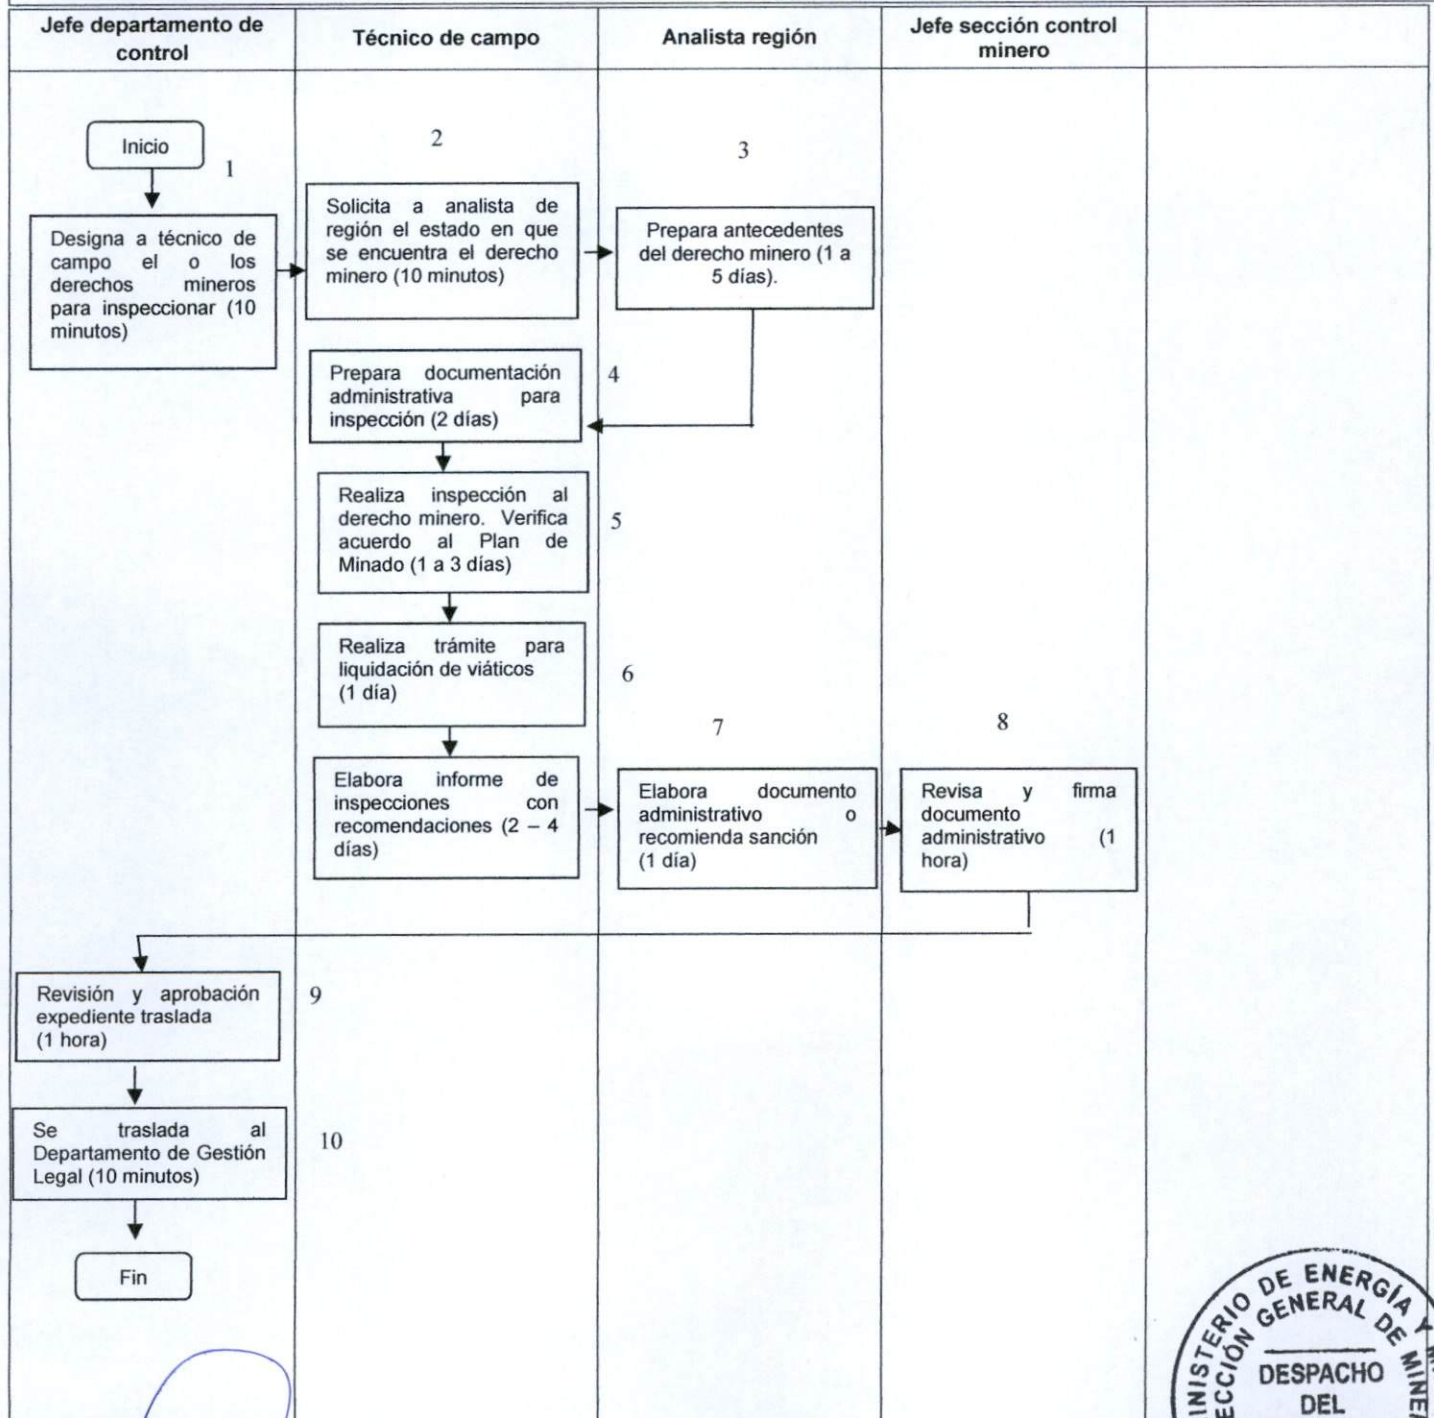 Jefe departamento de
control
Técnico de campo
Analista región
Jefe sección control
minero
Inicio
1
2
3
Designa a técnico de
campo el o los
derechos mineros
para inspeccionar (10
minutos)
Solicita a analista de
región el estado en que
se encuentra el derecho
minero (10 minutos)
Prepara antecedentes
del derecho minero (1 a
5 días).
Prepara documentación
administrativa para
inspección (2 días)
4
Realiza inspección al
derecho minero. Verifica
acuerdo al Plan de
Minado (1 a 3 días)
5
Realiza trámite para
liquidación de viáticos
(1 día)
6
7
8
Elabora informe de
inspecciones con
recomendaciones (2 – 4
días)
Elabora documento
administrativo o
recomienda sanción
(1 día)
Revisa y firma
documento
administrativo (1
hora)
Revisión y aprobación
expediente traslada
(1 hora)
9
Se traslada al
Departamento de Gestión
Legal (10 minutos)
10
Fin
DE ENERGÍA Y
GENERAL DE
DESPACHO
DEL